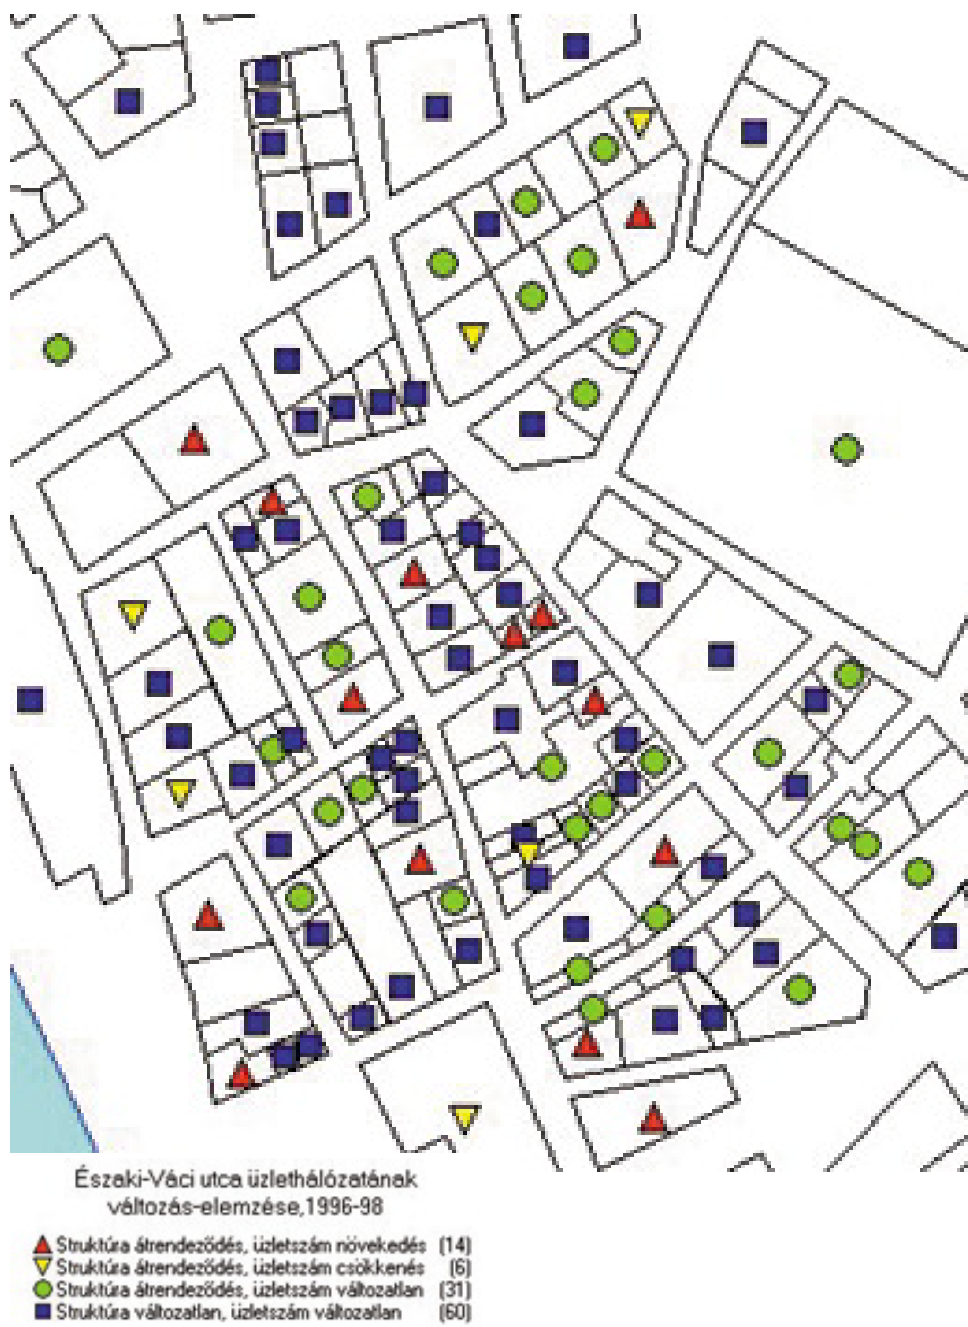 Északi-Váci utca üzlethálózatának
változás-elemzése,1996-98
Struktúra átrendeződés, üzletszám növekedés (14)
Struktúra átrendeződés, üzletszám csökkenés (6)
Struktúra átrendeződés, üzletszám változatlan (31)
Struktúra változatlan, üzletszám változatlan (60)